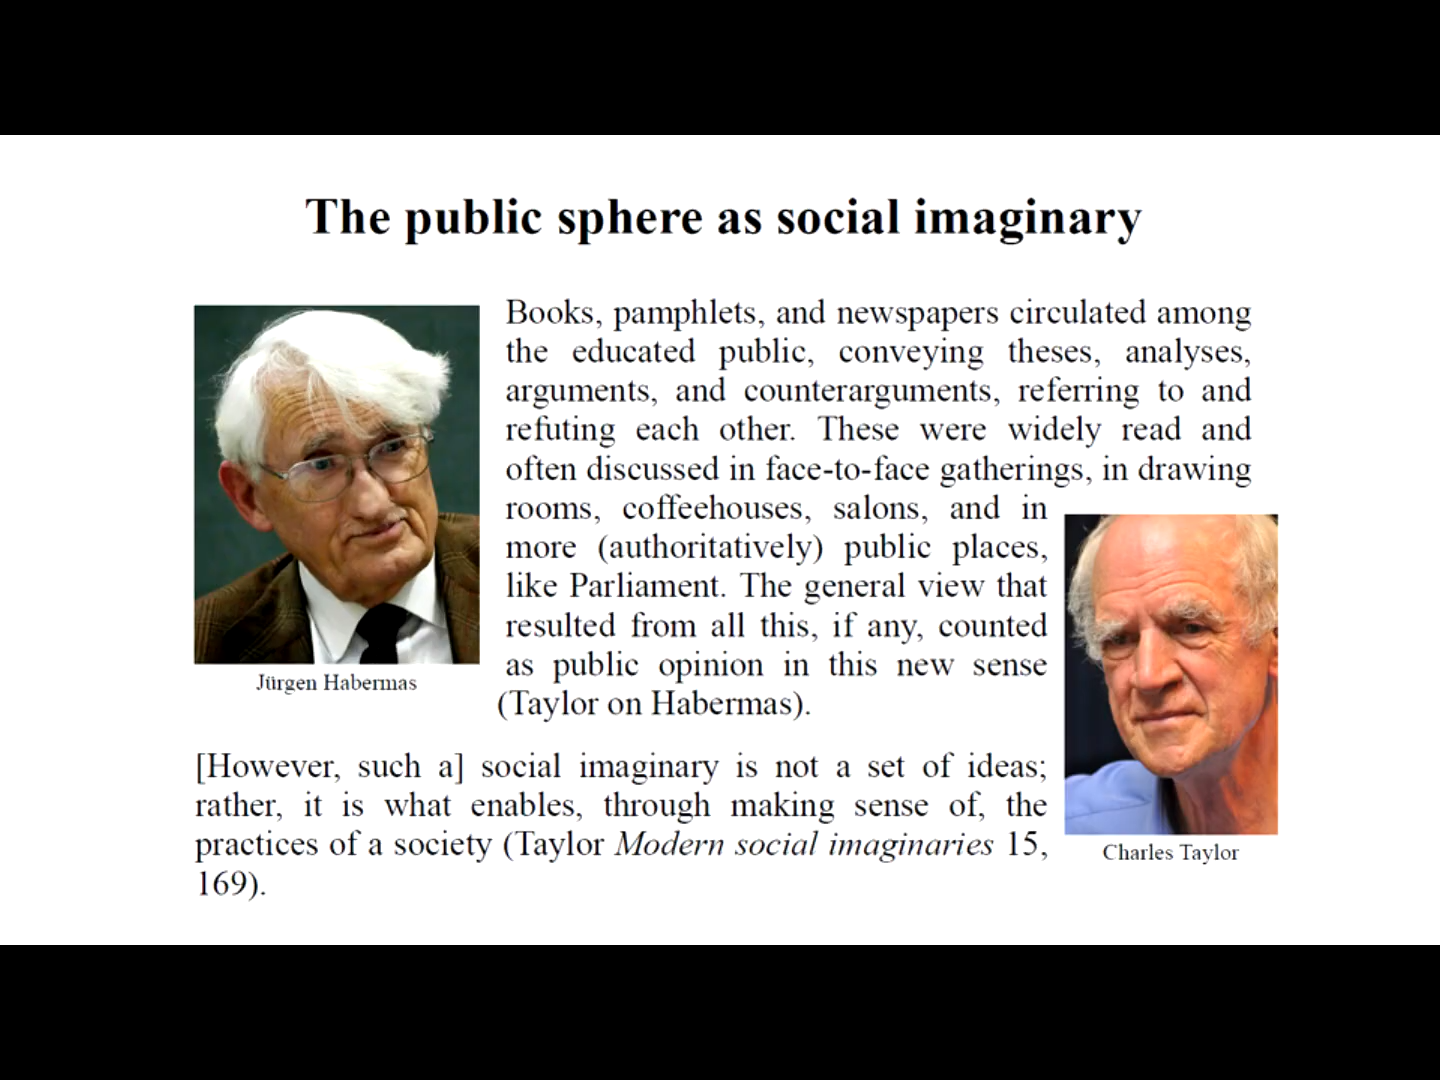 The public sphere as social imaginary
Books, pamphlets, and newspapers circulated among
the educated public, conveying theses, analyses,
arguments, and counterarguments, referring to and
refuting each other. These were widely read and
often discussed in face-to-face gatherings, in drawing
rooms, coffeehouses, salons, and in
more (authoritatively) public places,
like Parliament. The general view that
resulted from all this, if any, counted
as public opinion in this new sense
(Taylor on Habermas).
Jürgen Habermas
[However, such a] social imaginary is not a set of ideas;
rather, it is what enables, through making sense of, the
practices of a society (Taylor Modern social imaginaries 15,
169).
Charles Taylor